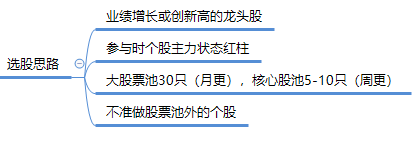 选股思路
业绩增长或创新高的龙头股
参与时个股主力状态红柱
大股票池30只（月更），核心股池5-10只（周更）
不准做股票池外的个股